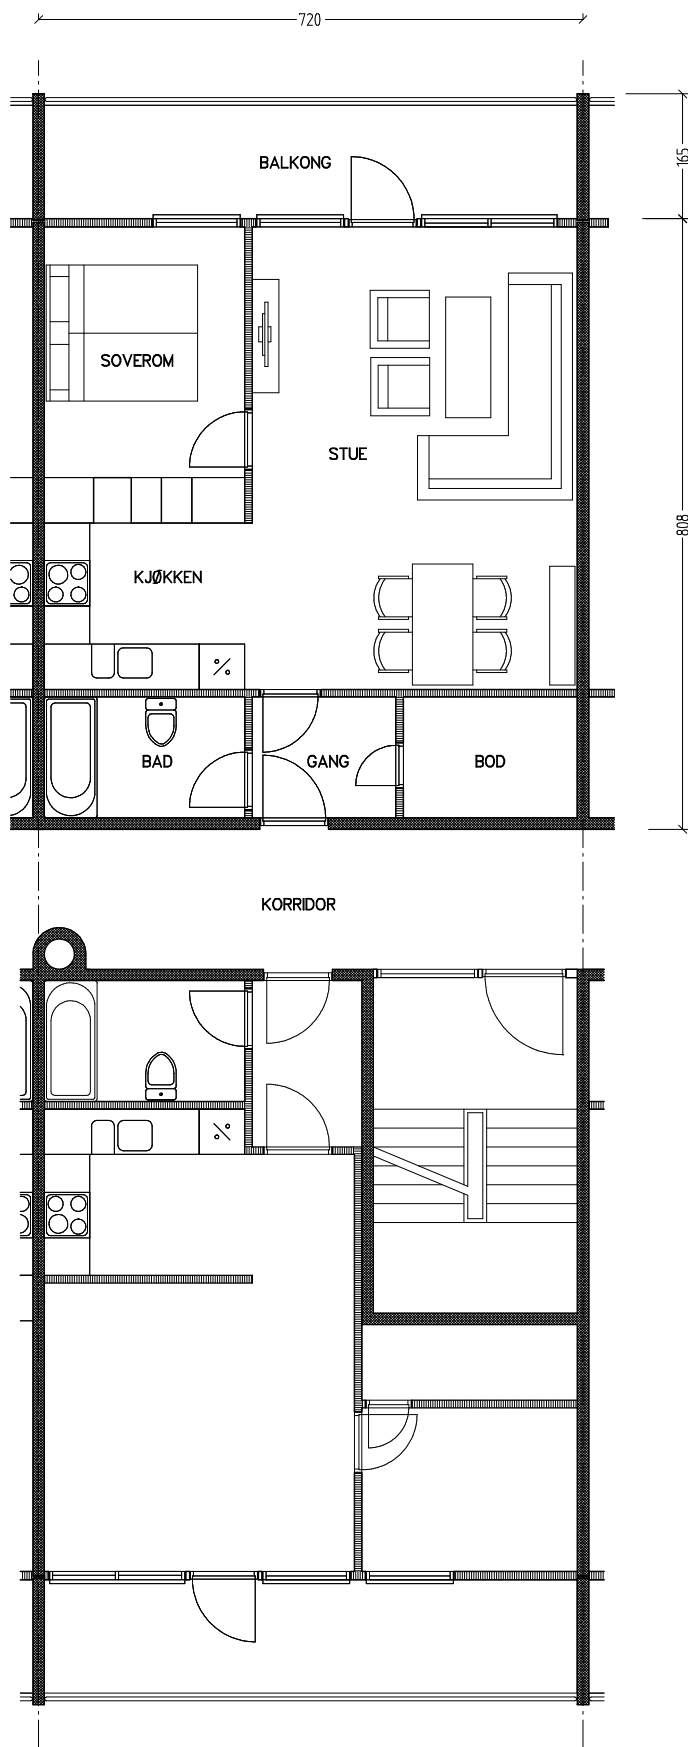 720
BALKONG
165
SOVEROM
STUE
808
KJØKKEN
%
BAD
GANG
BOD
KORRIDOR
%